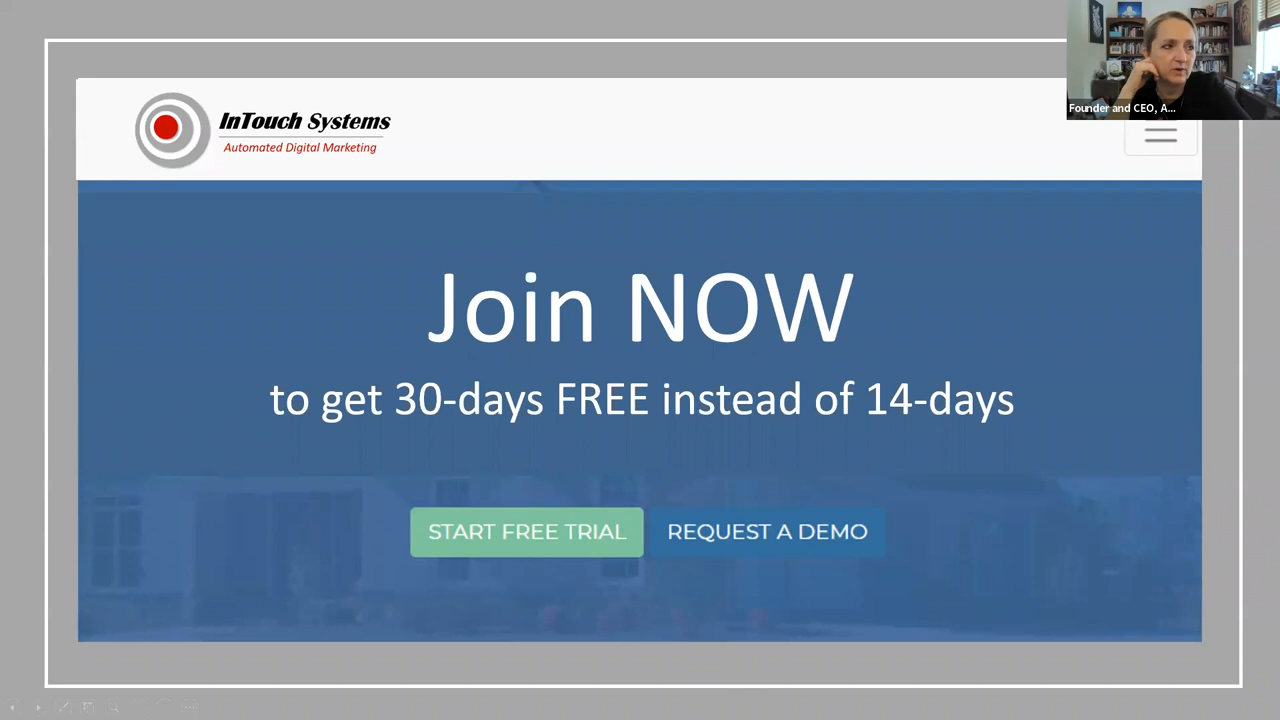 Founder and CEO, A...
InTouch Systems
Automated Digital Marketing
Join NOW
to get 30-days FREE instead of 14-days
START FREE TRIAL
REQUEST A DEMO